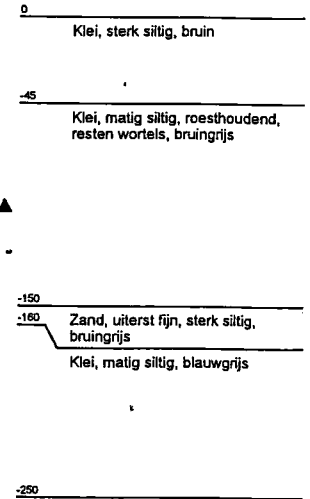 0
Klei, sterk siltig, bruin
-45
Klei, matig siltig, roesthoudend,
resten wortels, bruingrijs
-150
-160
Zand, uiterst fijn, sterk siltig,
bruingrijs
Klei, matig siltig, blauwgrijs
-250